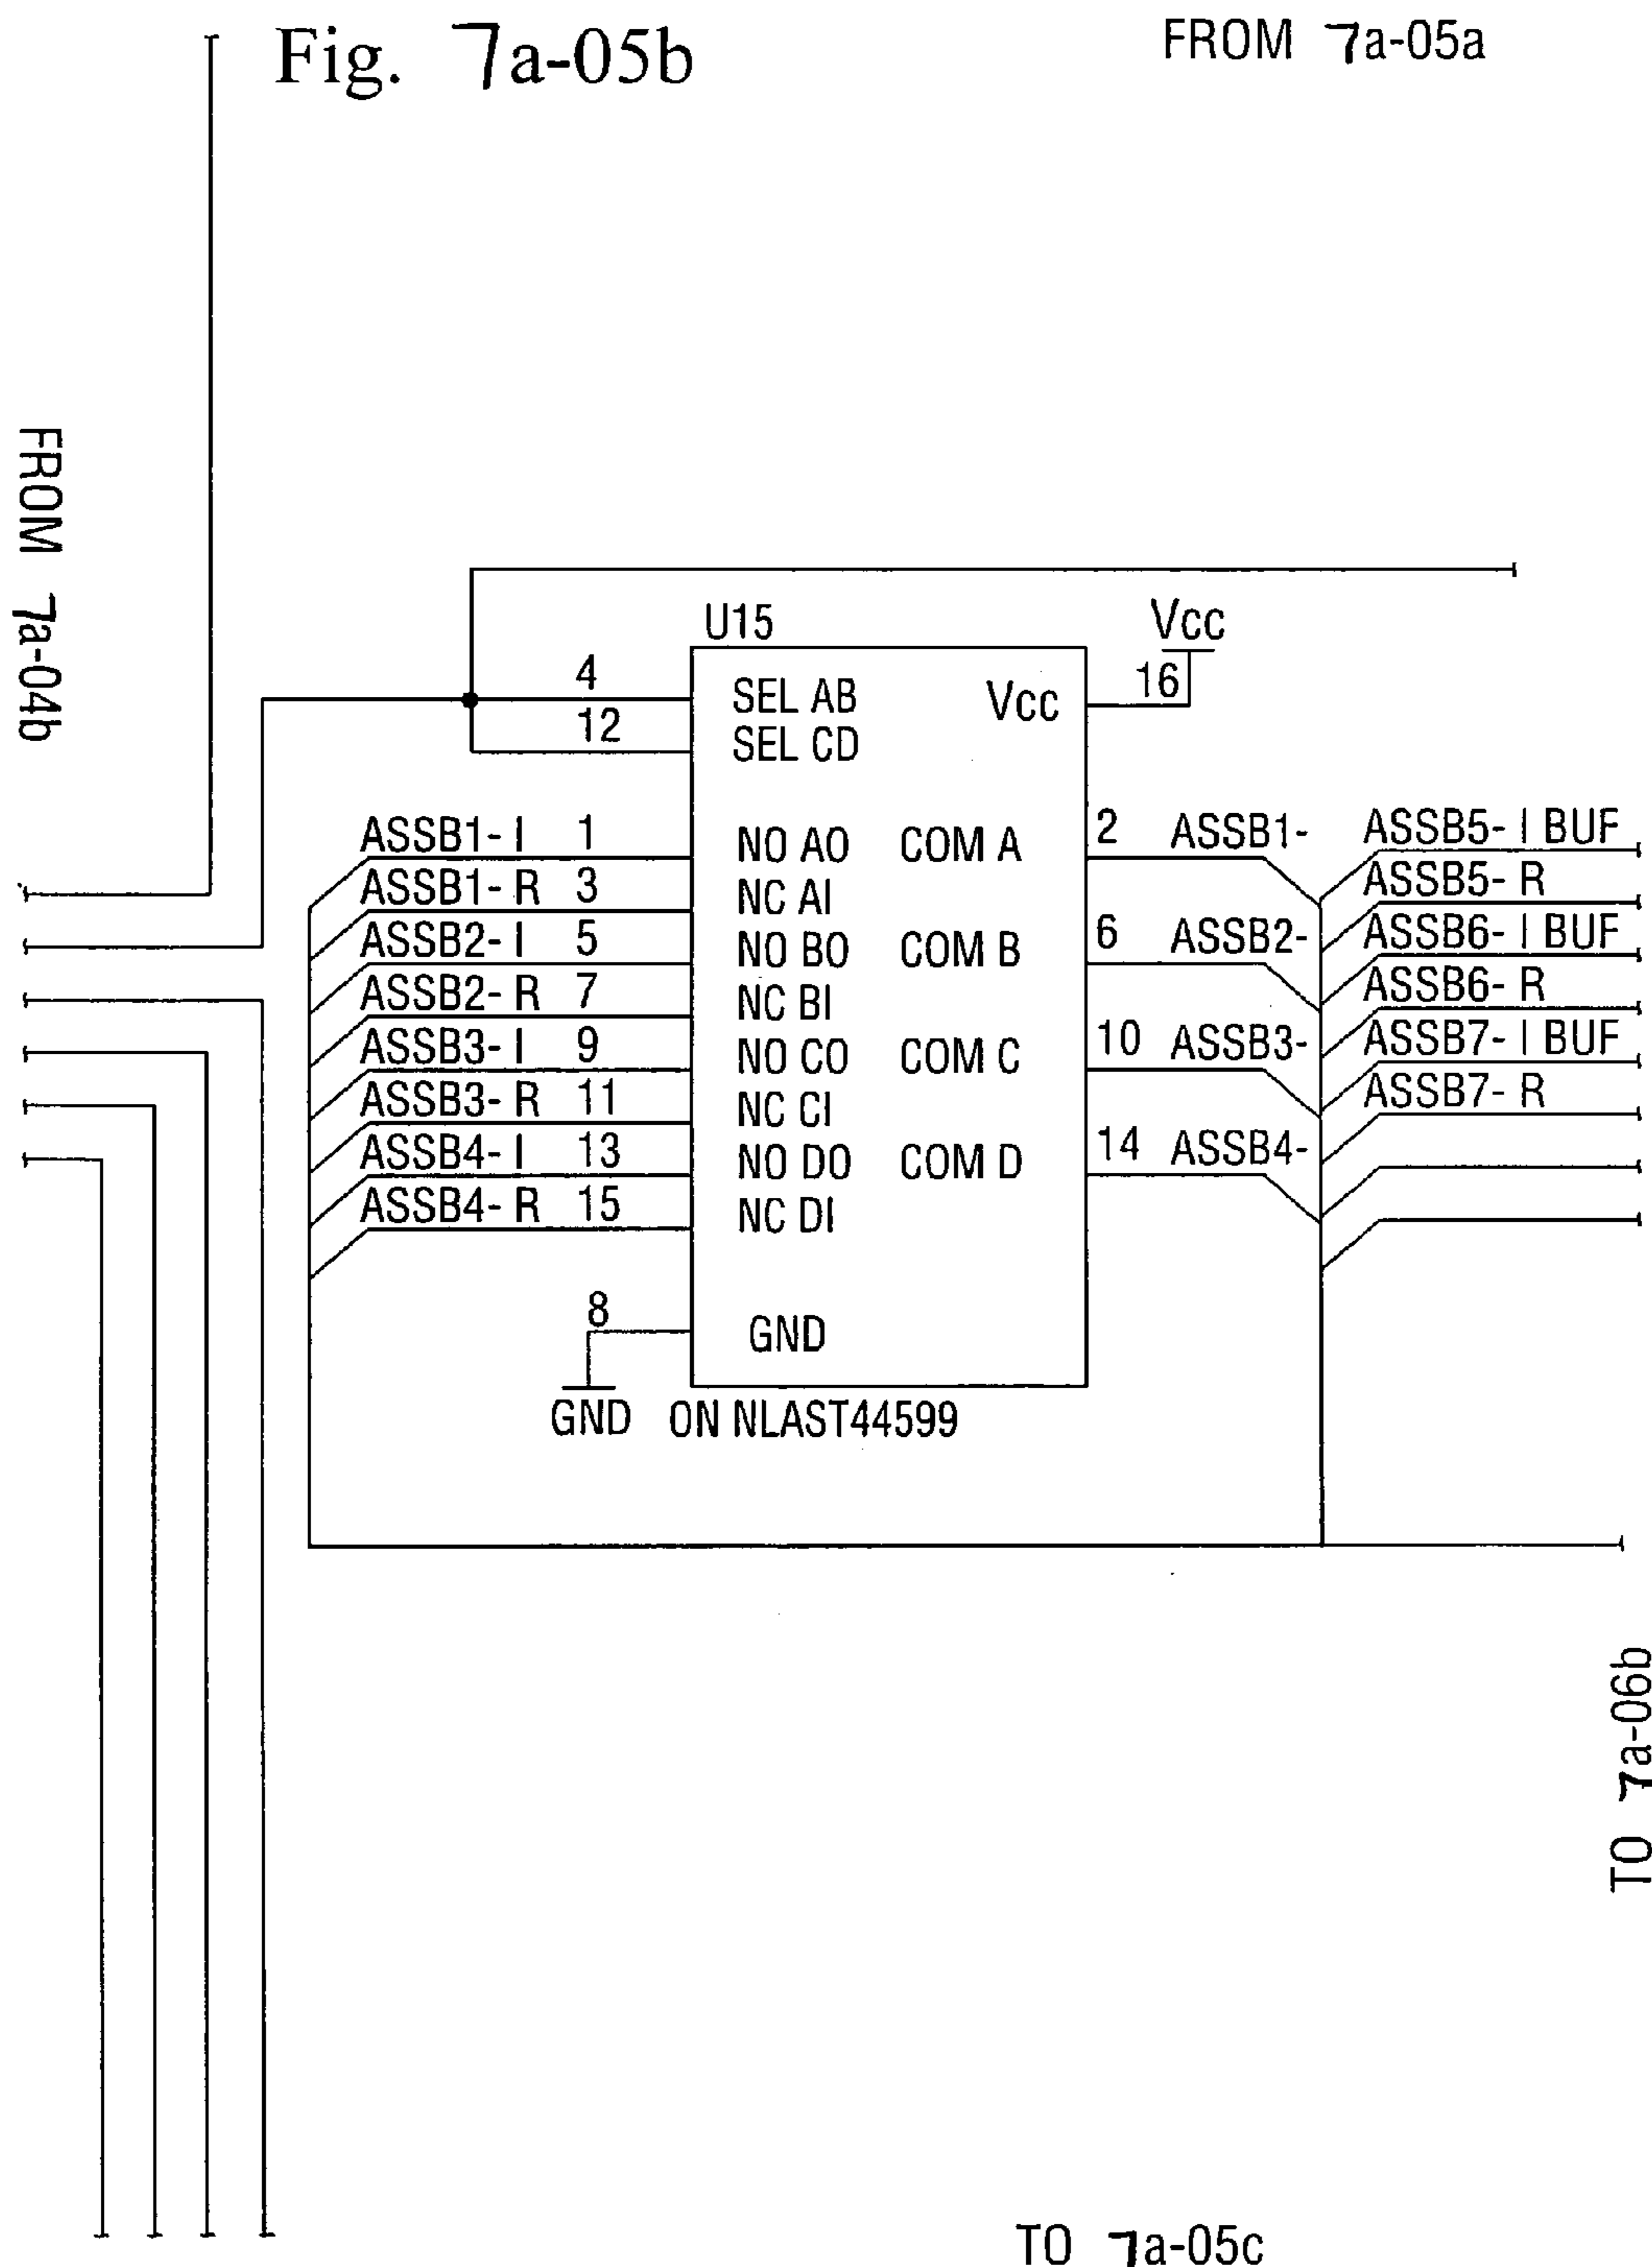 Fig. 7a-05b
FROM 7a-05a
FROM 7a-04b
U15
Vcc
4
SEL AB
Vcc
16
12
SEL CD
ASSB1- I 1 NO AO COM A 2 ASSB1- ASSB5- I BUF
ASSB1- R 3 NC AI ASSB5- R
ASSB2- I 5 NO BO COM B 6 ASSB2- ASSB6- I BUF
ASSB2- R 7 NC BI ASSB6- R
ASSB3- I 9 NO CO COM C 10 ASSB3- ASSB7- I BUF
ASSB3- R 11 NC CI ASSB7- R
ASSB4- I 13 NO DO COM D 14 ASSB4-
ASSB4- R 15 NC DI
8 GND
GND ON NLAST44599
TO 7a-06b
TO 7a-05c